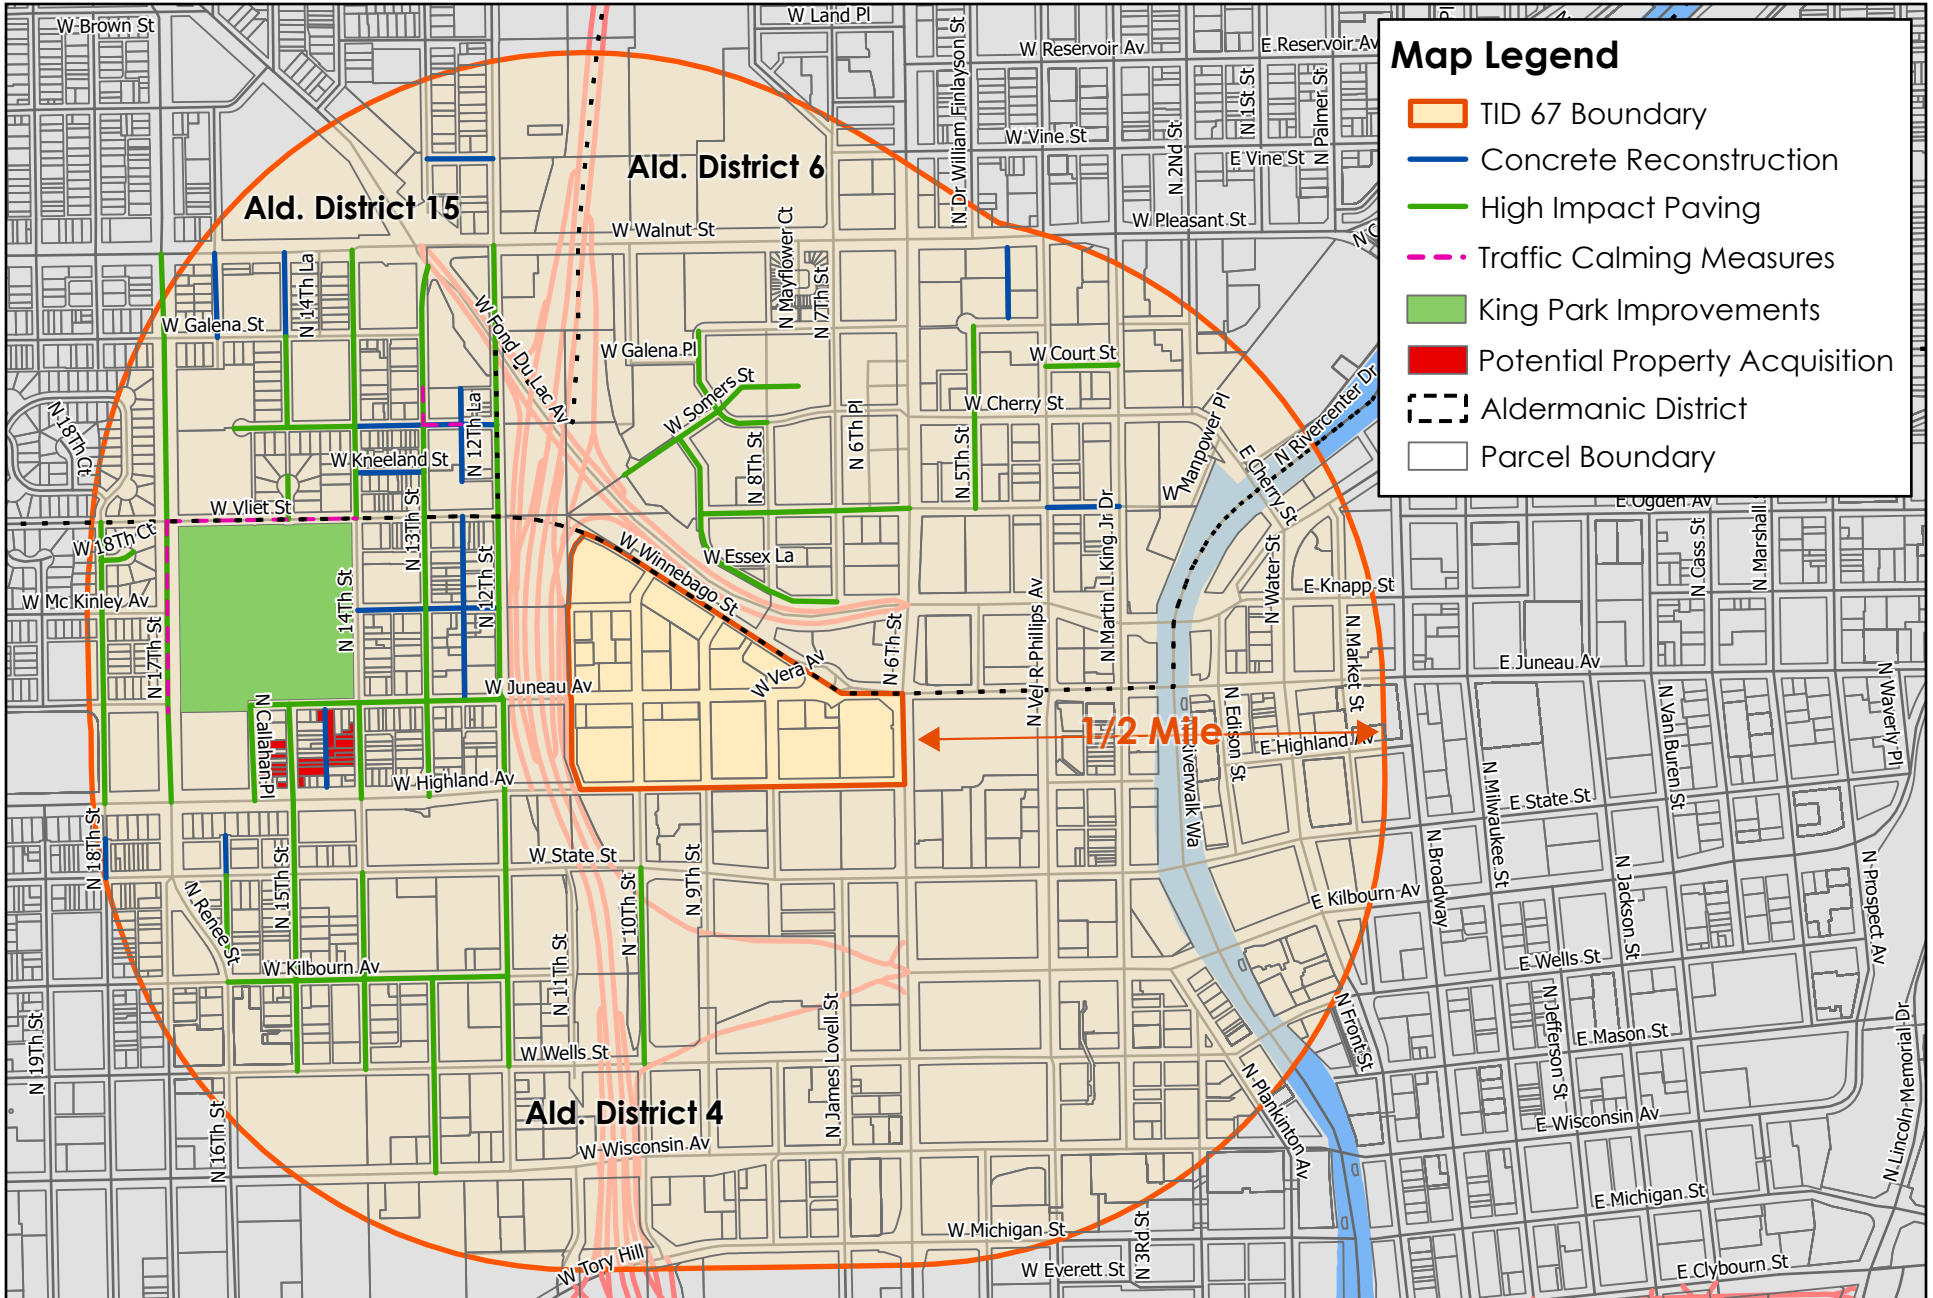 W Brown St
W Land Pl
N Dr William Finlayson St
W Reservoir Av
E Reservoir Av
W Vine St
E Vine St
N 2Nd St
N 1St St
N Palmer St
W Pleasant St
Map Legend
TID 67 Boundary
Concrete Reconstruction
High Impact Paving
Traffic Calming Measures
King Park Improvements
Potential Property Acquisition
Aldermanic District
Parcel Boundary
Ald. District 6
Ald. District 15
W Walnut St
N Mayflower Ct
N 7Th St
N 14Th La
W Galena St
W Fond Du Lac Av
W Galena Pl
W Somers St
W Court St
W Cherry St
N 18Th Ct
N 12Th La
W Kneeland St
N 8Th St
N 6Th Pl
N 5Th St
Manpower Pl
E Cherry St
N Rivercenter Dr
W Vliet St
W 18Th Ct
N 13Th St
W
E Ogden Av
N Cass St
N Marshall
W Winnebago St
W Essex La
N Martin L King Jr Dr
N Water St
E Knapp St
W Mc Kinley Av
N 14Th St
N 12Th St
N 17Th St
N Vel R Phillips Av
N 6Th St
N Market St
E Juneau Av
W Juneau Av
W Vera Av
N Callahan Pl
1/2 Mile
N Edison St
E Highland Av
N Van Buren St
N Waverly Pl
W Highland Av
Riverwalk Wa
N Milwaukee St
E State St
N 18Th St
N 15Th St
W State St
N 9Th St
N 10Th St
N Renee St
N Broadway
N Jackson St
N Prospect Av
E Kilbourn Av
W Kilbourn Av
N 11Th St
E Wells St
N Jefferson St
N 19Th St
W Wells St
N James Lovell St
N Front St
E Mason St
N Lincoln Memorial Dr
Ald. District 4
N Plankinton Av
E Wisconsin Av
W Wisconsin Av
N 16Th St
E Michigan St
W Michigan St
N 3Rd St
W Tory Hill
W Everett St
E Clybourn St